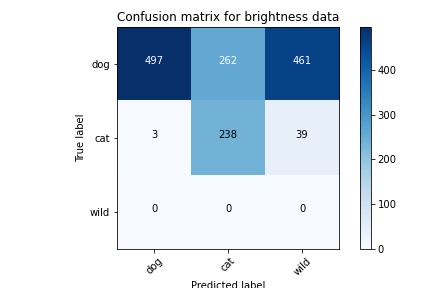 Confusion matrix for brightness data
dog 497 262 461
cat 3 238 39
wild 0 0 0
dog cat wild
True label
Predicted label
400
300
200
100
0